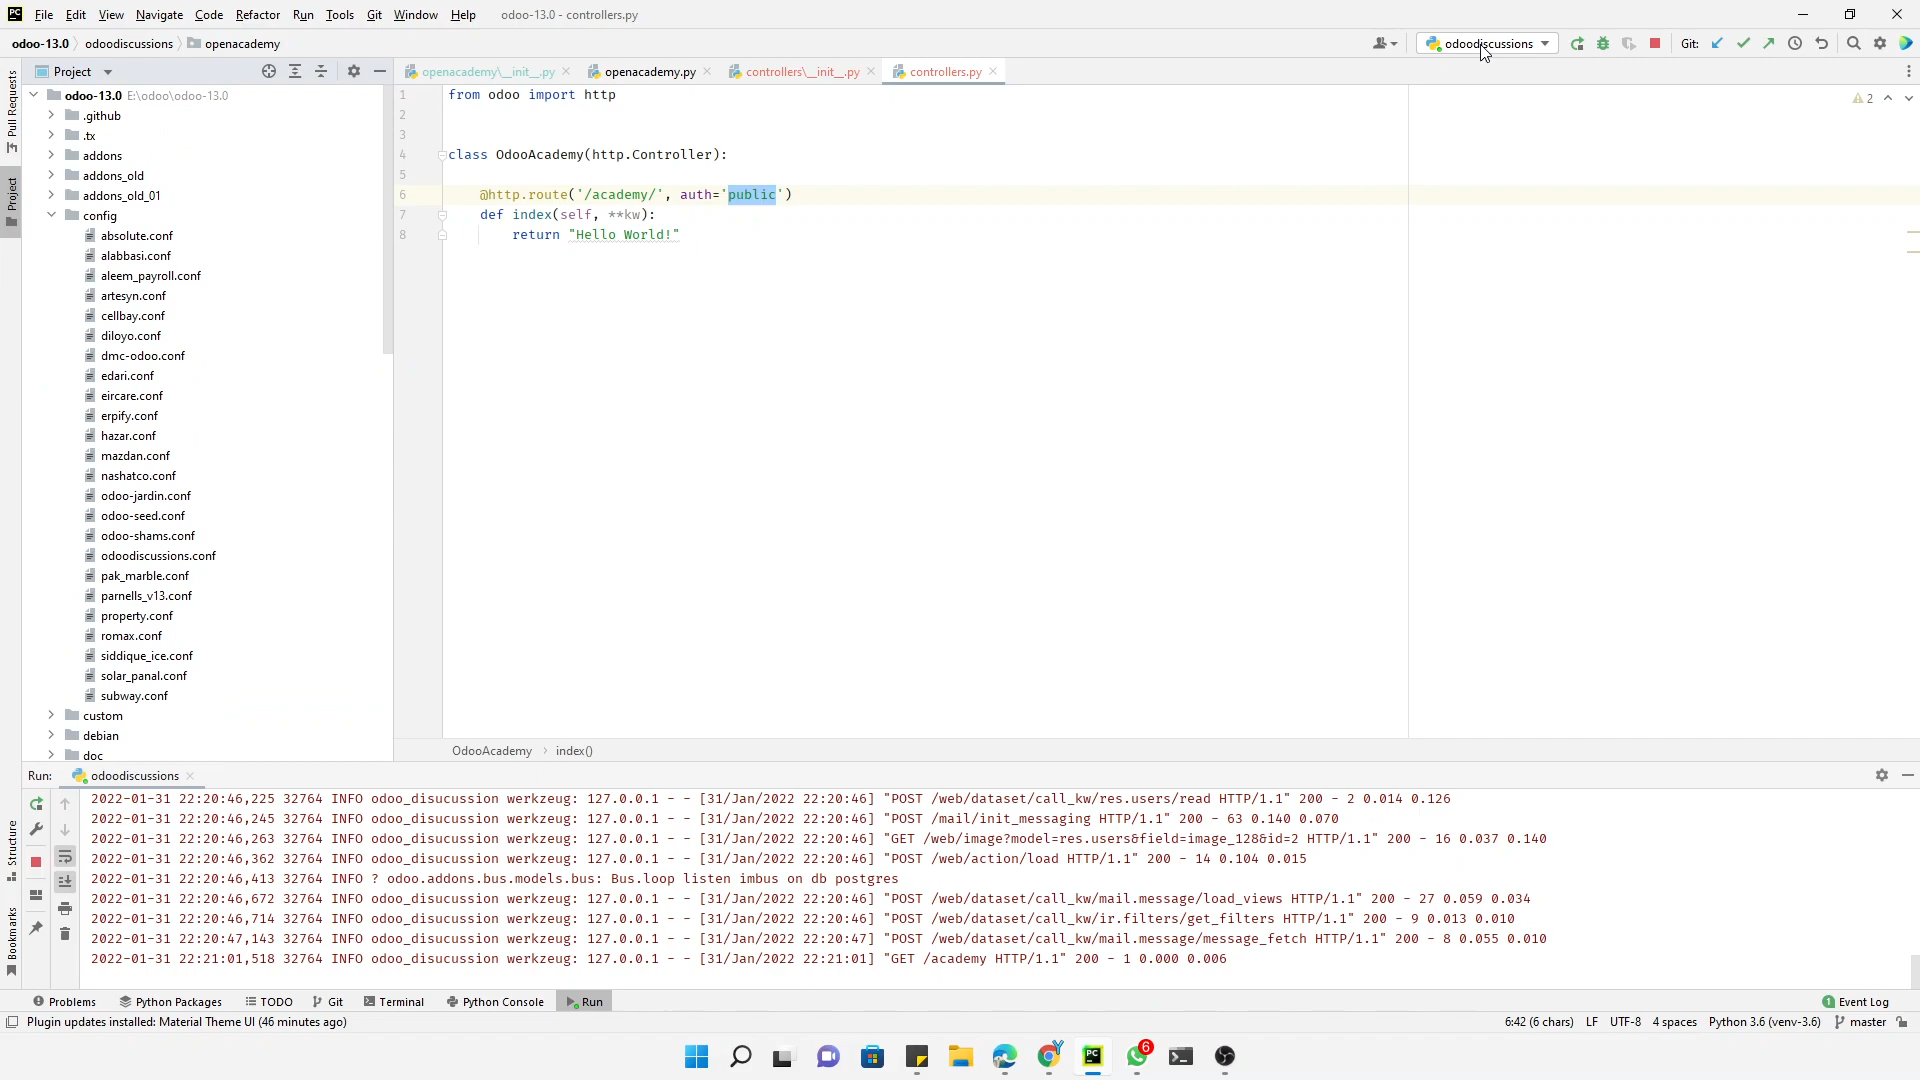 PC File Edit View Navigate Code Refactor Run Tools Git Window Help odoo-13.0 - controllers.py
odoo-13.0 odoodiscussions openacademy odoodiscussions Git:
Project openacademy\__init__.py openacademy.py controllers\__init__.py controllers.py
Pull Requests
Project
odoo-13.0 E:\odoo\odoo-13.0
.github
.tx
addons
addons_old
addons_old_01
config
absolute.conf
alabbasi.conf
aleem_payroll.conf
artesyn.conf
cellbay.conf
diloyo.conf
dmc-odoo.conf
edari.conf
eircare.conf
erpify.conf
hazar.conf
mazdan.conf
nashatco.conf
odoo-jardin.conf
odoo-seed.conf
odoo-shams.conf
odoodiscussions.conf
pak_marble.conf
parnells_v13.conf
property.conf
romax.conf
siddique_ice.conf
solar_panal.conf
subway.conf
custom
debian
doc
1 from odoo import http
2
3
4 class OdooAcademy(http.Controller):
5
6 @http.route('/academy/', auth='public')
7 def index(self, **kw):
8 return "Hello World!"
2
OdooAcademy index()
Run: odoodiscussions
Structure
Bookmarks
2022-01-31 22:20:46,225 32764 INFO odoo_disucussion werkzeug: 127.0.0.1 - - [31/Jan/2022 22:20:46] "POST /web/dataset/call_kw/res.users/read HTTP/1.1" 200 - 2 0.014 0.126
2022-01-31 22:20:46,245 32764 INFO odoo_disucussion werkzeug: 127.0.0.1 - - [31/Jan/2022 22:20:46] "POST /mail/init_messaging HTTP/1.1" 200 - 63 0.140 0.070
2022-01-31 22:20:46,263 32764 INFO odoo_disucussion werkzeug: 127.0.0.1 - - [31/Jan/2022 22:20:46] "GET /web/image?model=res.users&field=image_128&id=2 HTTP/1.1" 200 - 16 0.037 0.140
2022-01-31 22:20:46,362 32764 INFO odoo_disucussion werkzeug: 127.0.0.1 - - [31/Jan/2022 22:20:46] "POST /web/action/load HTTP/1.1" 200 - 14 0.104 0.015
2022-01-31 22:20:46,413 32764 INFO ? odoo.addons.bus.models.bus: Bus.loop listen imbus on db postgres
2022-01-31 22:20:46,672 32764 INFO odoo_disucussion werkzeug: 127.0.0.1 - - [31/Jan/2022 22:20:46] "POST /web/dataset/call_kw/mail.message/load_views HTTP/1.1" 200 - 27 0.059 0.034
2022-01-31 22:20:46,714 32764 INFO odoo_disucussion werkzeug: 127.0.0.1 - - [31/Jan/2022 22:20:46] "POST /web/dataset/call_kw/ir.filters/get_filters HTTP/1.1" 200 - 9 0.013 0.010
2022-01-31 22:20:47,143 32764 INFO odoo_disucussion werkzeug: 127.0.0.1 - - [31/Jan/2022 22:20:47] "POST /web/dataset/call_kw/mail.message/message_fetch HTTP/1.1" 200 - 8 0.055 0.010
2022-01-31 22:21:01,518 32764 INFO odoo_disucussion werkzeug: 127.0.0.1 - - [31/Jan/2022 22:21:01] "GET /academy HTTP/1.1" 200 - 1 0.000 0.006
Problems Python Packages TODO Git Terminal Python Console Run 1 Event Log
Plugin updates installed: Material Theme UI (46 minutes ago) 6:42 (6 chars) LF UTF-8 4 spaces Python 3.6 (venv-3.6) master
PC 6